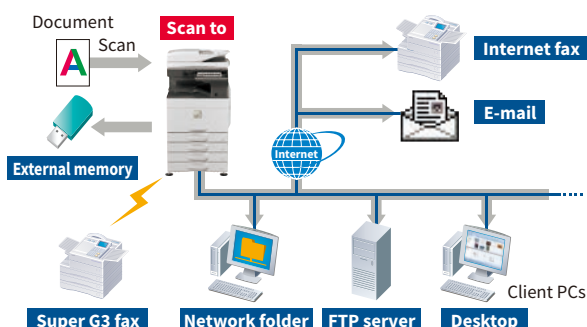 Document
Scan to
Scan
A
Internet fax
E-mail
Internet
External memory
Client PCs
Super G3 fax
Network folder
FTP server
Desktop